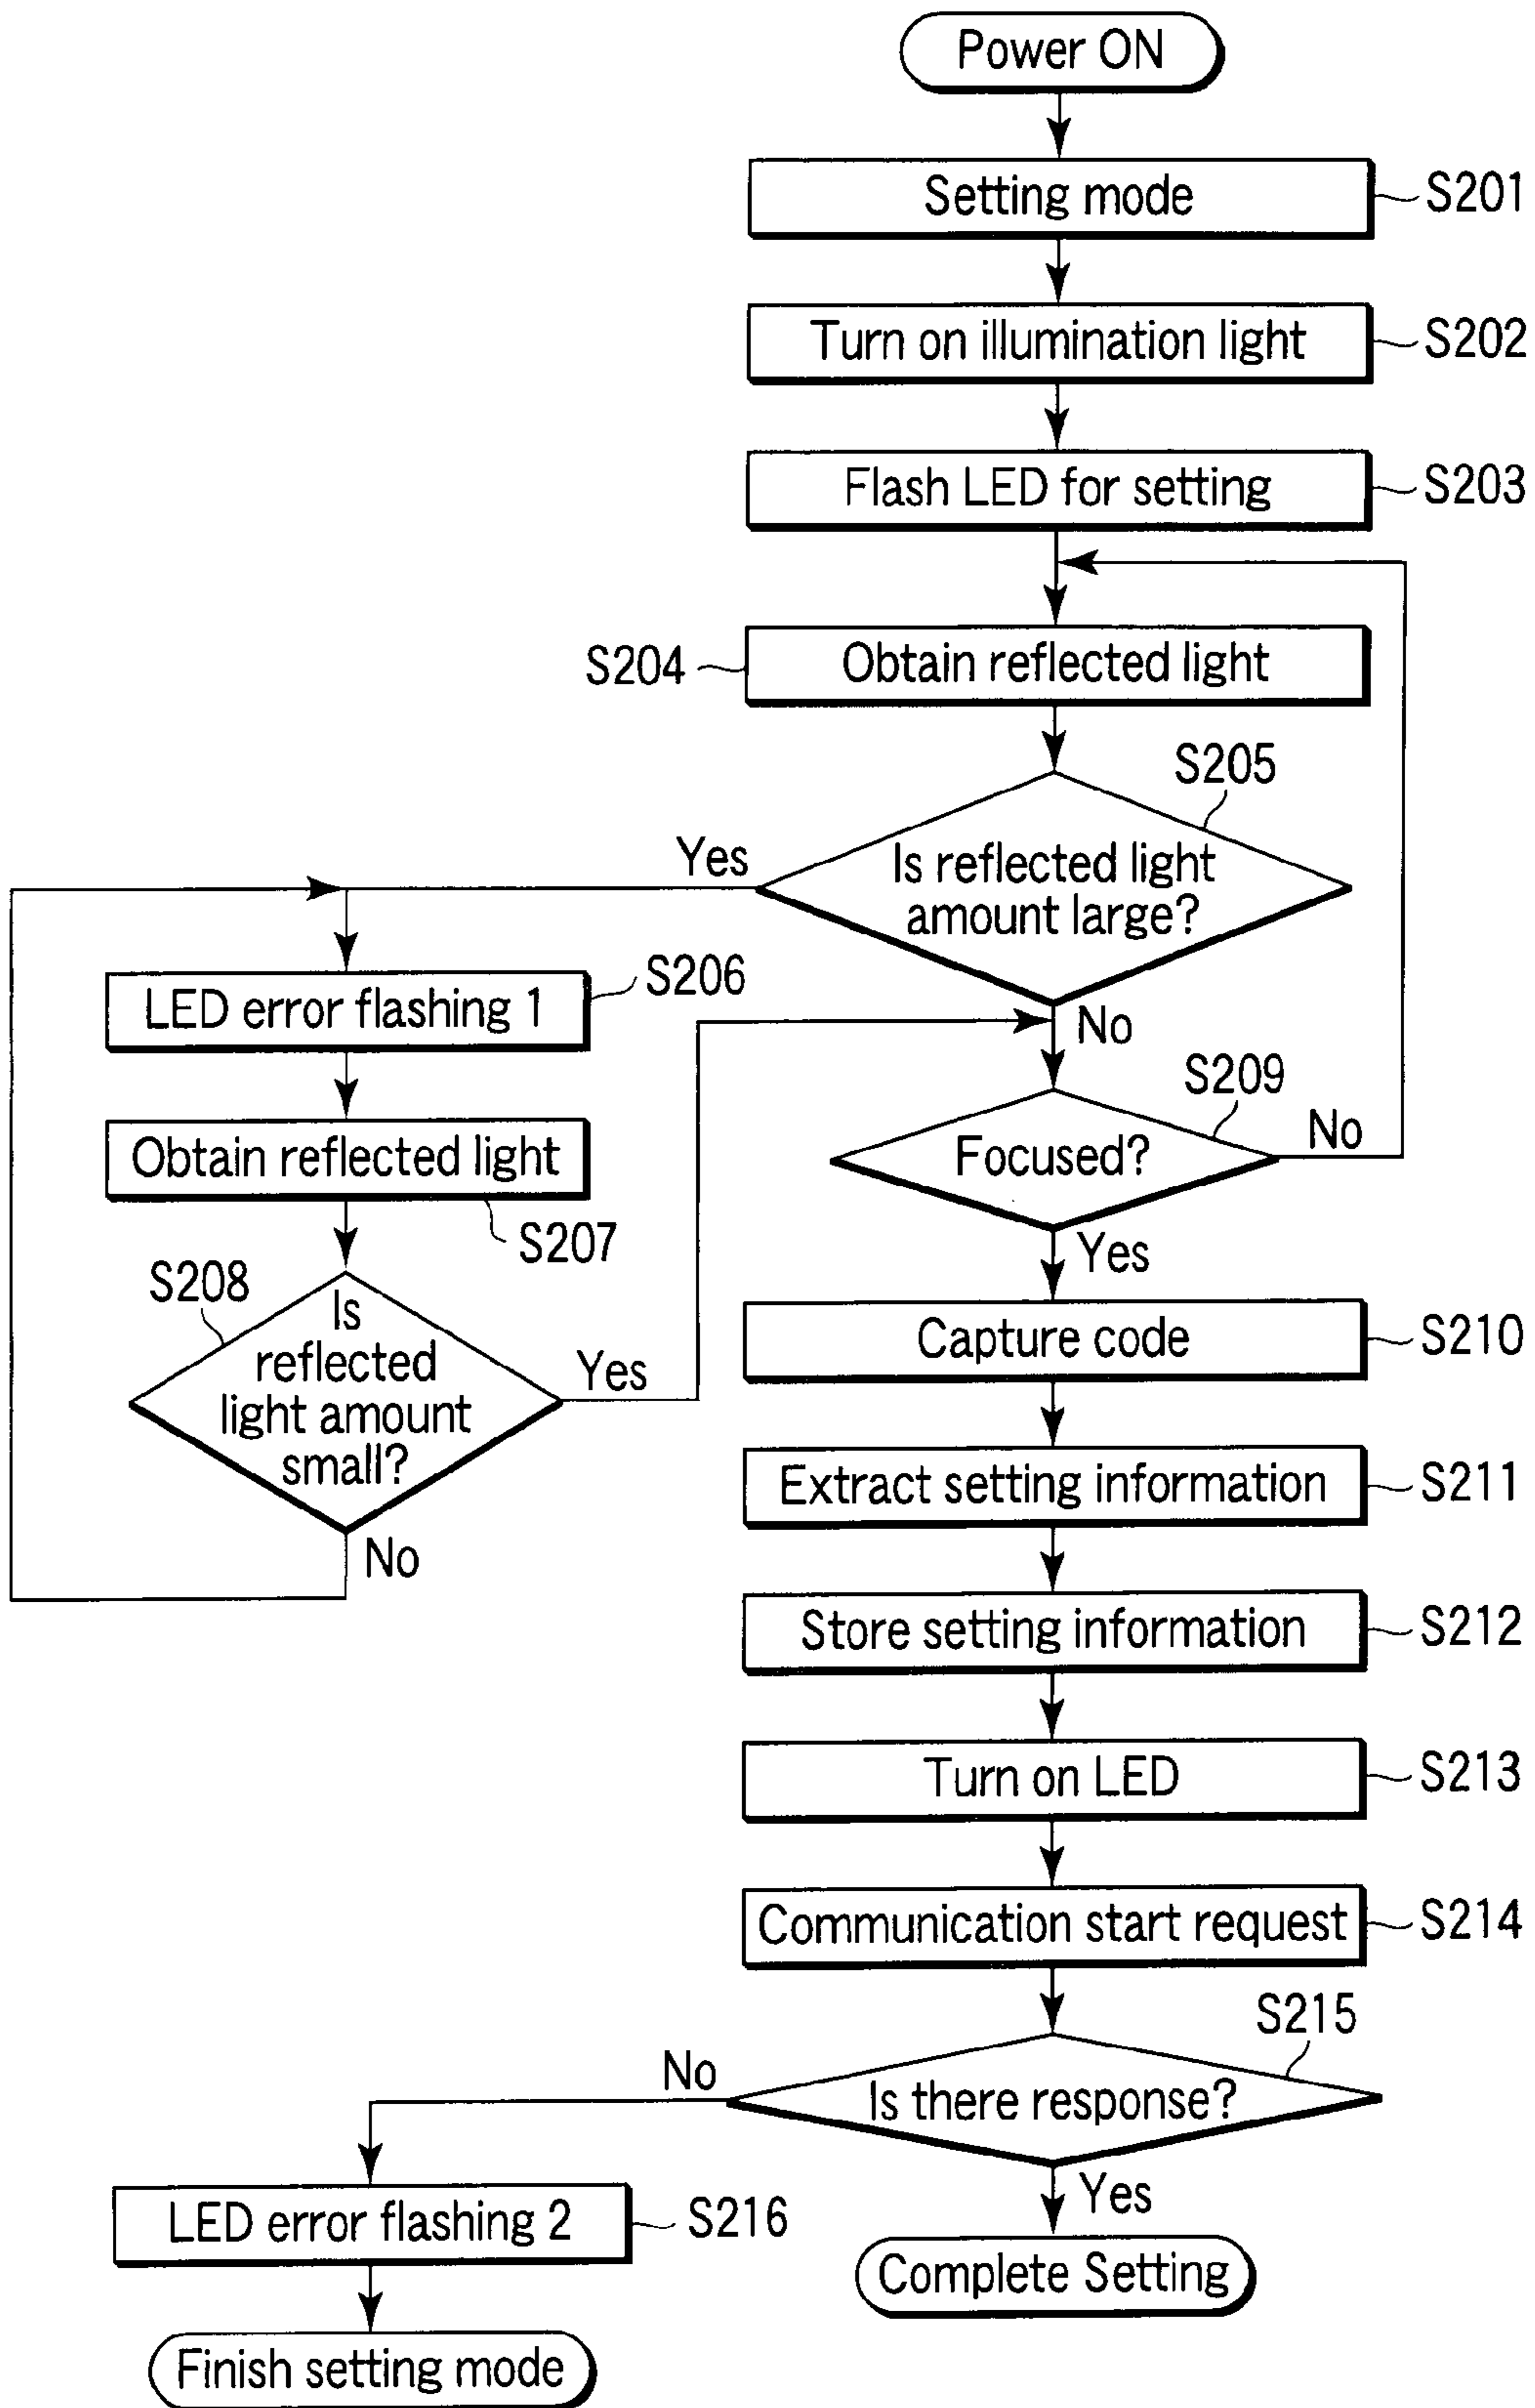 Power ON
Setting mode
S201
Turn on illumination light
S202
Flash LED for setting
S203
S204
Obtain reflected light
S205
Is reflected light
amount large?
Yes
No
LED error flashing 1
S206
Obtain reflected light
S207
S208
Is
reflected
light amount
small?
Yes
No
S209
Focused?
No
Yes
Capture code
S210
Extract setting information
S211
Store setting information
S212
Turn on LED
S213
Communication start request
S214
S215
Is there response?
No
Yes
LED error flashing 2
S216
Complete Setting
Finish setting mode